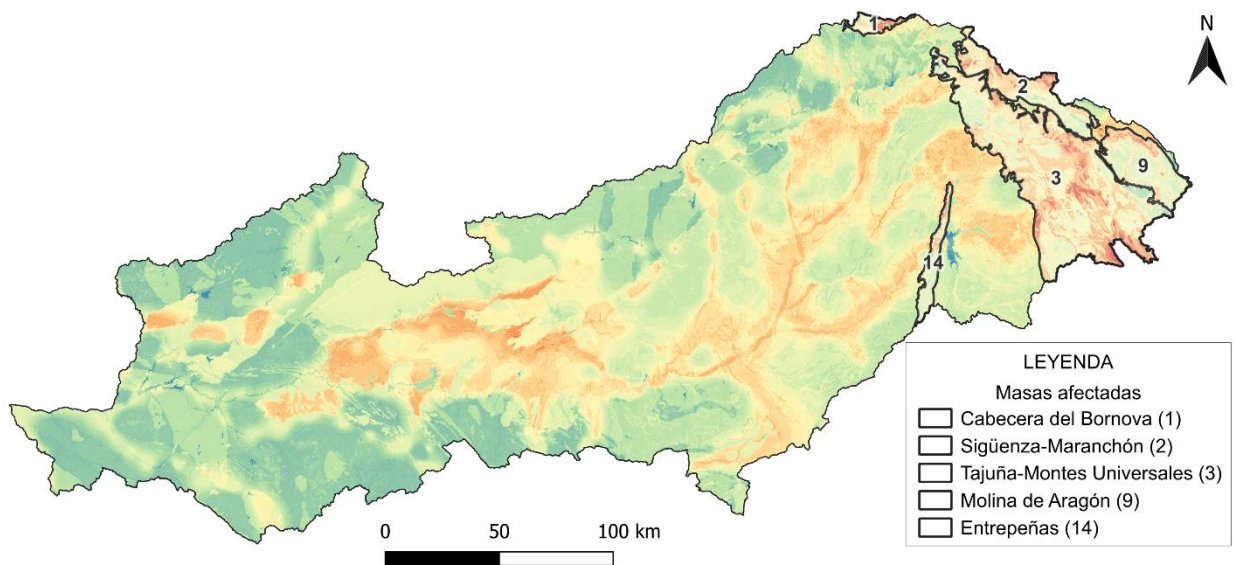 1
N
2
9
3
14
LEYENDA
Masas afectadas
Cabecera del Bornova (1)
Sigüenza-Maranchón (2)
Tajuña-Montes Universales (3)
Molina de Aragón (9)
Entrepeñas (14)
0 50 100 km